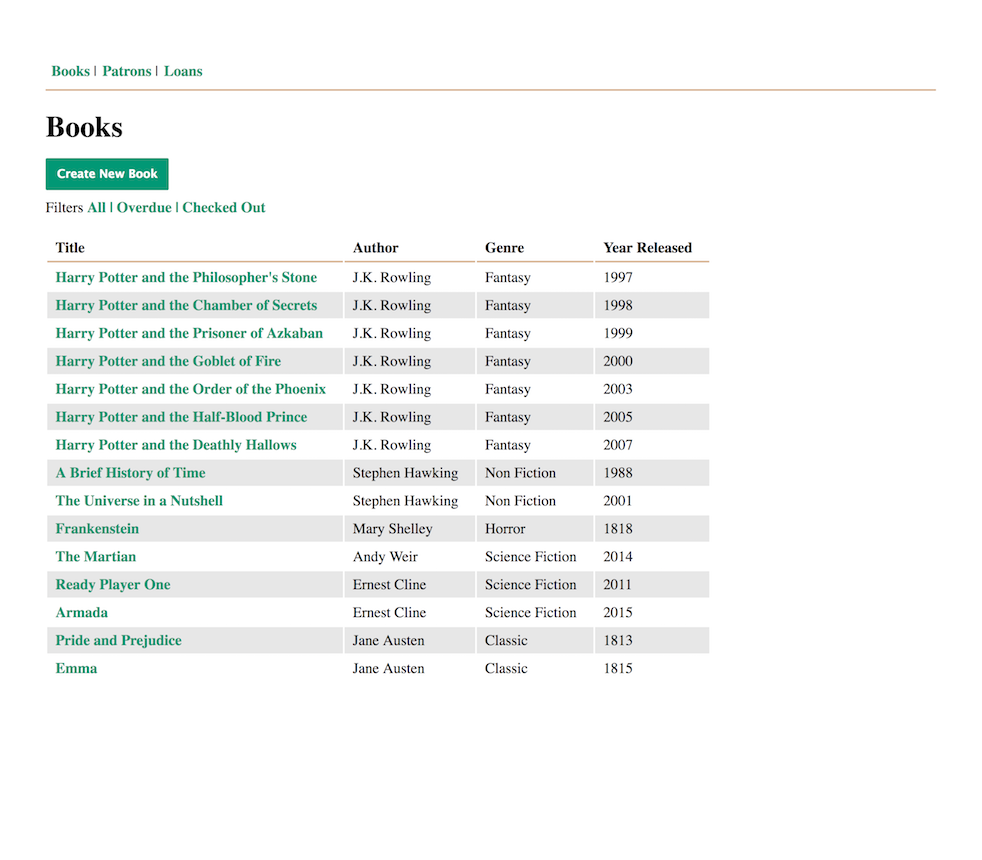 Books | Patrons | Loans
Books
Create New Book
Filters All | Overdue | Checked Out
Title Author Genre Year Released
Harry Potter and the Philosopher's Stone J.K. Rowling Fantasy 1997
Harry Potter and the Chamber of Secrets J.K. Rowling Fantasy 1998
Harry Potter and the Prisoner of Azkaban J.K. Rowling Fantasy 1999
Harry Potter and the Goblet of Fire J.K. Rowling Fantasy 2000
Harry Potter and the Order of the Phoenix J.K. Rowling Fantasy 2003
Harry Potter and the Half-Blood Prince J.K. Rowling Fantasy 2005
Harry Potter and the Deathly Hallows J.K. Rowling Fantasy 2007
A Brief History of Time Stephen Hawking Non Fiction 1988
The Universe in a Nutshell Stephen Hawking Non Fiction 2001
Frankenstein Mary Shelley Horror 1818
The Martian Andy Weir Science Fiction 2014
Ready Player One Ernest Cline Science Fiction 2011
Armada Ernest Cline Science Fiction 2015
Pride and Prejudice Jane Austen Classic 1813
Emma Jane Austen Classic 1815